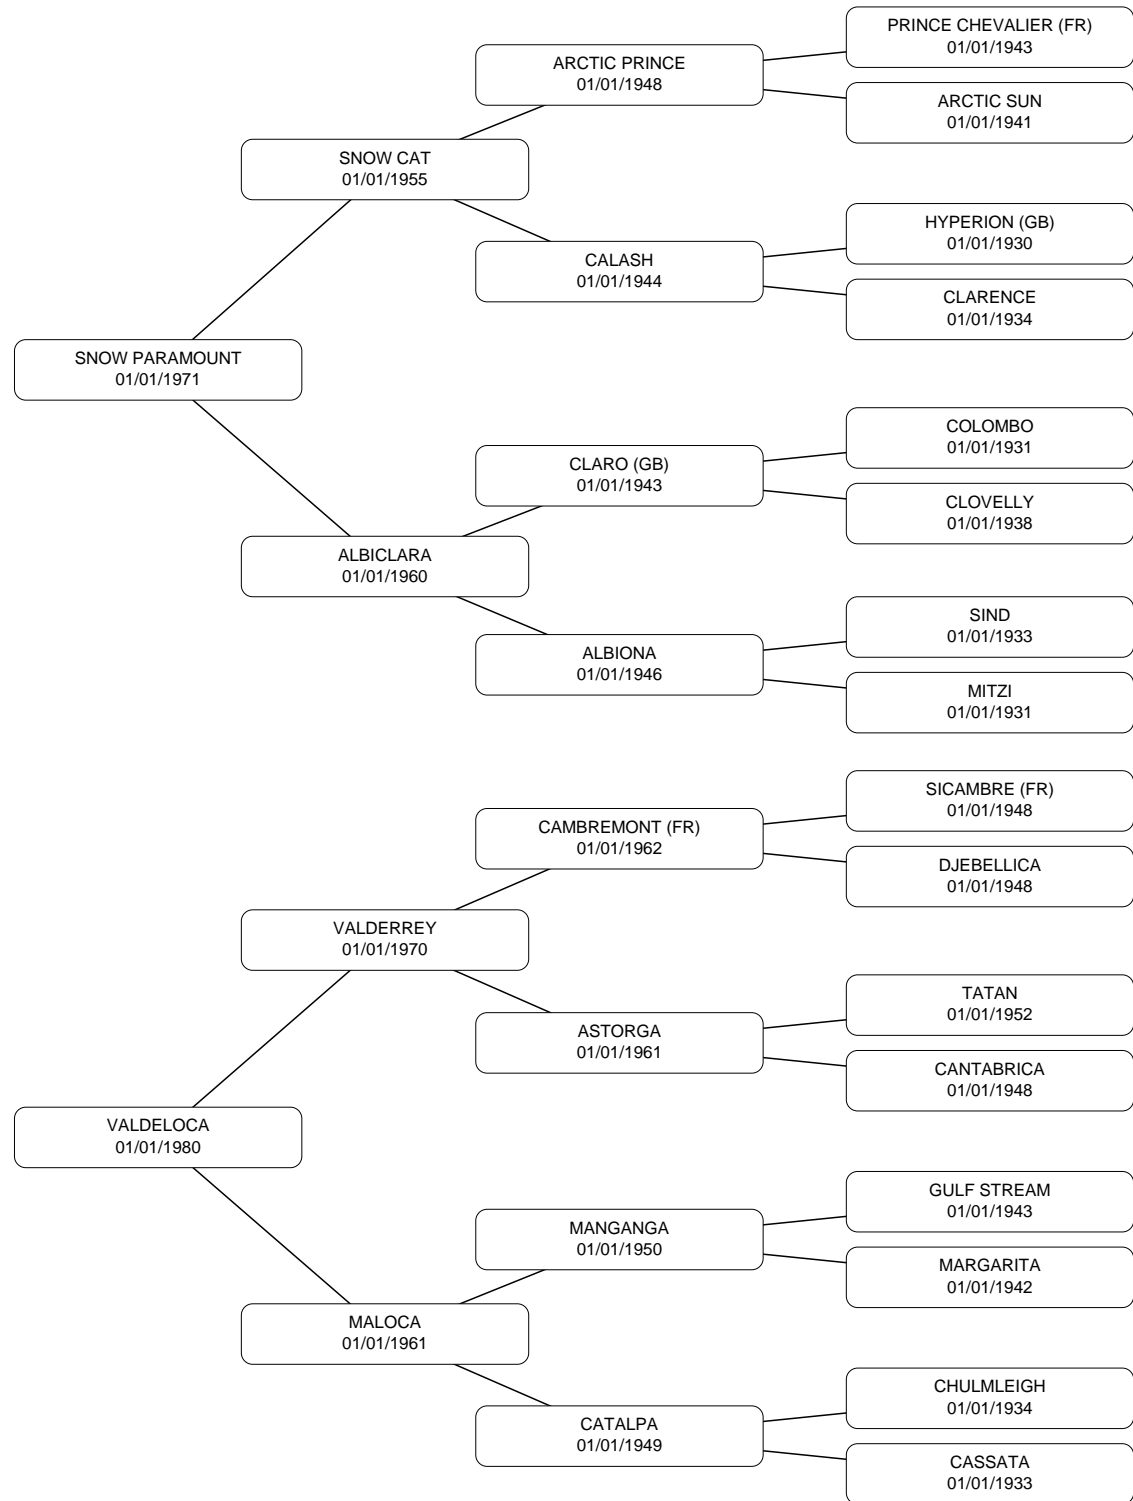 PRINCE CHEVALIER (FR)
01/01/1943
ARCTIC PRINCE
01/01/1948
ARCTIC SUN
01/01/1941
SNOW CAT
01/01/1955
HYPERION (GB)
01/01/1930
CALASH
01/01/1944
CLARENCE
01/01/1934
SNOW PARAMOUNT
01/01/1971
COLOMBO
01/01/1931
CLARO (GB)
01/01/1943
CLOVELLY
01/01/1938
ALBICLARA
01/01/1960
SIND
01/01/1933
ALBIONA
01/01/1946
MITZI
01/01/1931
SICAMBRE (FR)
01/01/1948
CAMBREMONT (FR)
01/01/1962
DJEBELLICA
01/01/1948
VALDERREY
01/01/1970
TATAN
01/01/1952
ASTORGA
01/01/1961
CANTABRICA
01/01/1948
VALDELOCA
01/01/1980
GULF STREAM
01/01/1943
MANGANGA
01/01/1950
MARGARITA
01/01/1942
MALOCA
01/01/1961
CHULMLEIGH
01/01/1934
CATALPA
01/01/1949
CASSATA
01/01/1933